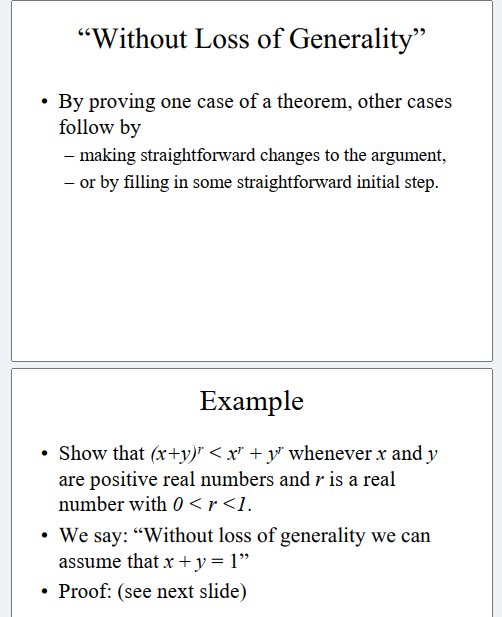 “Without Loss of Generality”
• By proving one case of a theorem, other cases
follow by
– making straightforward changes to the argument,
– or by filling in some straightforward initial step.
Example
• Show that (x+y)ʳ < xʳ + yʳ whenever x and y
are positive real numbers and r is a real
number with 0 < r <1.
• We say: “Without loss of generality we can
assume that x + y = 1”
• Proof: (see next slide)